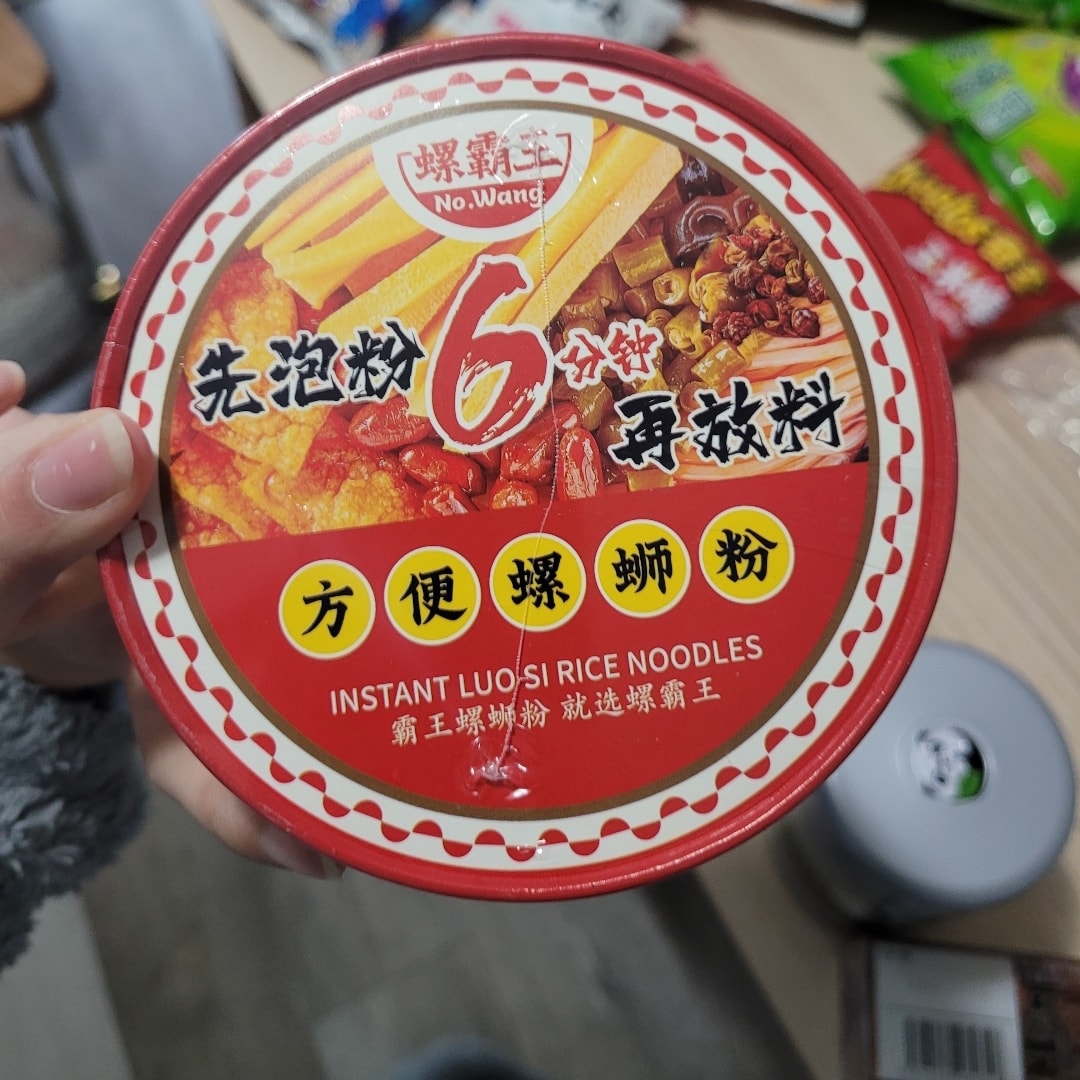 螺霸王
No.Wang
先泡粉6分钟再放料
方便螺蛳粉
INSTANT LUO SI RICE NOODLES
霸王螺蛳粉 就选螺霸王